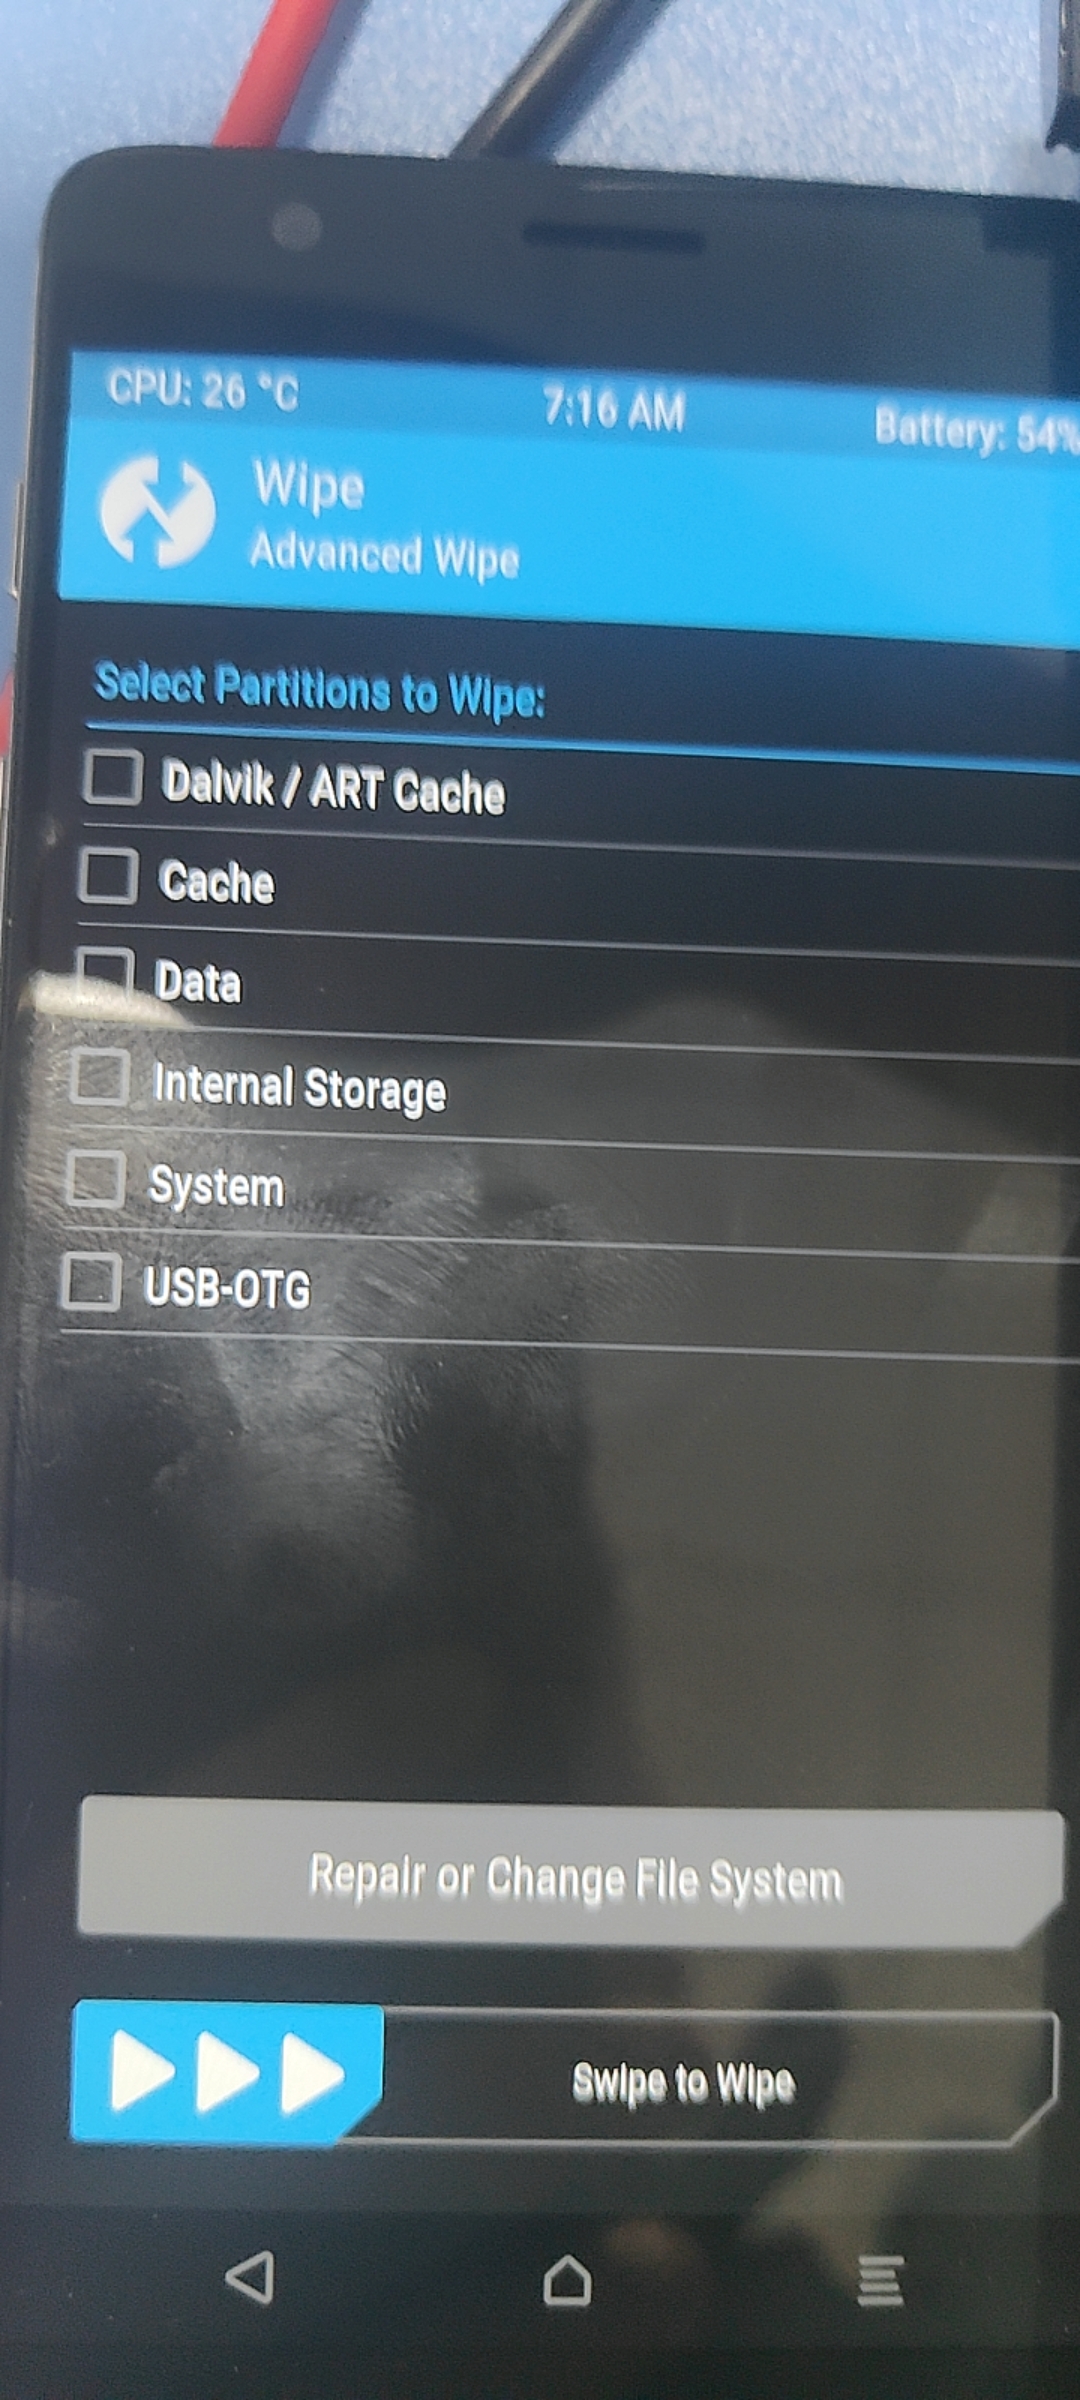 CPU: 26 °C 7:16 AM Battery: 54%
Wipe
Advanced Wipe
Select Partitions to Wipe:
Dalvik / ART Cache
Cache
Data
Internal Storage
System
USB-OTG
Repair or Change File System
Swipe to Wipe